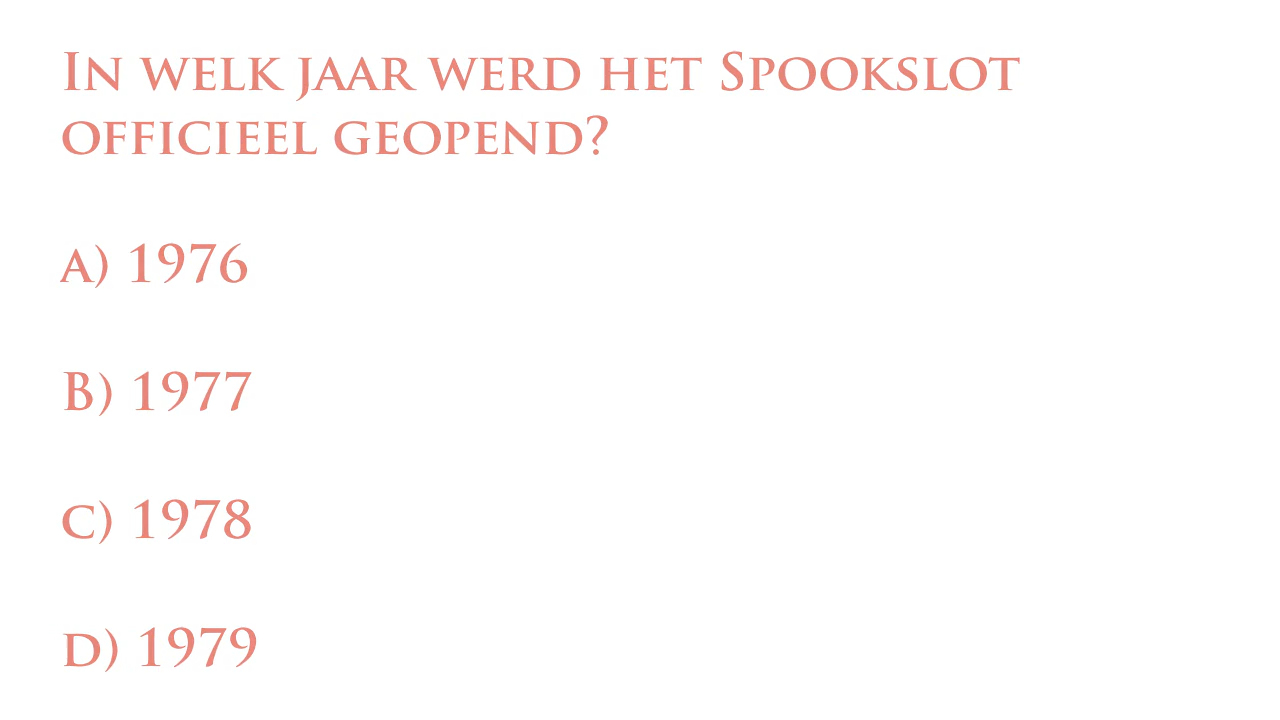 In welk jaar werd het Spookslot
officieel geopend?
a) 1976
B) 1977
c) 1978
d) 1979